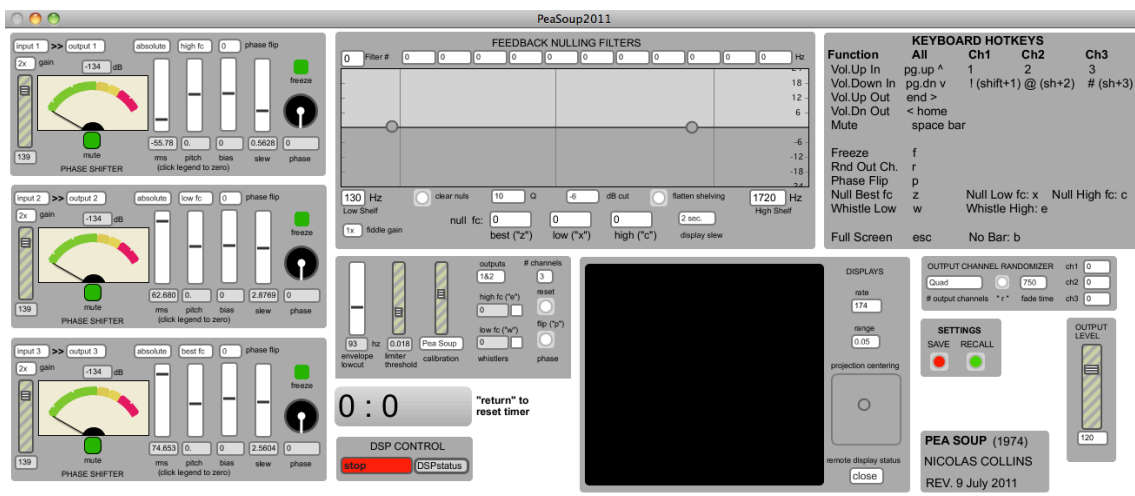 PeaSoup2011
input 1 >> output 1 absolute high fc 0 phase flip
2x gain -134 dB freeze
139 mute -55.78 0. 0 0.5628 0
rms pitch bias slew phase
PHASE SHIFTER (click legend to zero)
input 2 >> output 2 absolute low fc 0 phase flip
2x gain -134 dB freeze
139 mute 62.680 0. 0 2.8769 0
rms pitch bias slew phase
PHASE SHIFTER (click legend to zero)
input 3 >> output 3 absolute best fc 0 phase flip
2x gain -134 dB freeze
139 mute 74.653 0. 0 2.5604 0
rms pitch bias slew phase
PHASE SHIFTER (click legend to zero)
FEEDBACK NULLING FILTERS
0 Filter # 0 0 0 0 0 0 0 0 0 0 Hz
18
12
6
-6
-12
-18
130 Hz clear nuls 10 Q -6 dB cut flatten shelving 1720 Hz
Low Shelf High Shelf
1x fiddle gain null fc: 0 0 0 2 sec.
best ("z") low ("x") high ("c") display slew
KEYBOARD HOTKEYS
Function All Ch1 Ch2 Ch3
Vol.Up In pg.up ^ 1 2 3
Vol.Down In pg.dn v ! (shift+1) @ (sh+2) # (sh+3)
Vol.Up Out end >
Vol.Dn Out < home
Mute space bar
Freeze f
Rnd Out Ch. r
Phase Flip p
Null Best fc z Null Low fc: x Null High fc: c
Whistle Low w Whistle High: e
Full Screen esc No Bar: b
outputs # channels
1&2 3
high fc ("e") reset
0
low fc ("w") flip ("p")
93 hz 0.018 Pea Soup 0
envelope lowcut limiter threshold calibration whistlers phase
0 : 0 "return" to
reset timer
DSP CONTROL
stop DSPstatus
DISPLAYS
rate
174
range
0.05
projection centering
remote display status
close
OUTPUT CHANNEL RANDOMIZER ch1 0
Quad 750 ch2 0
# output channels " r " fade time ch3 0
SETTINGS
SAVE RECALL
OUTPUT
LEVEL
120
PEA SOUP (1974)
NICOLAS COLLINS
REV. 9 July 2011